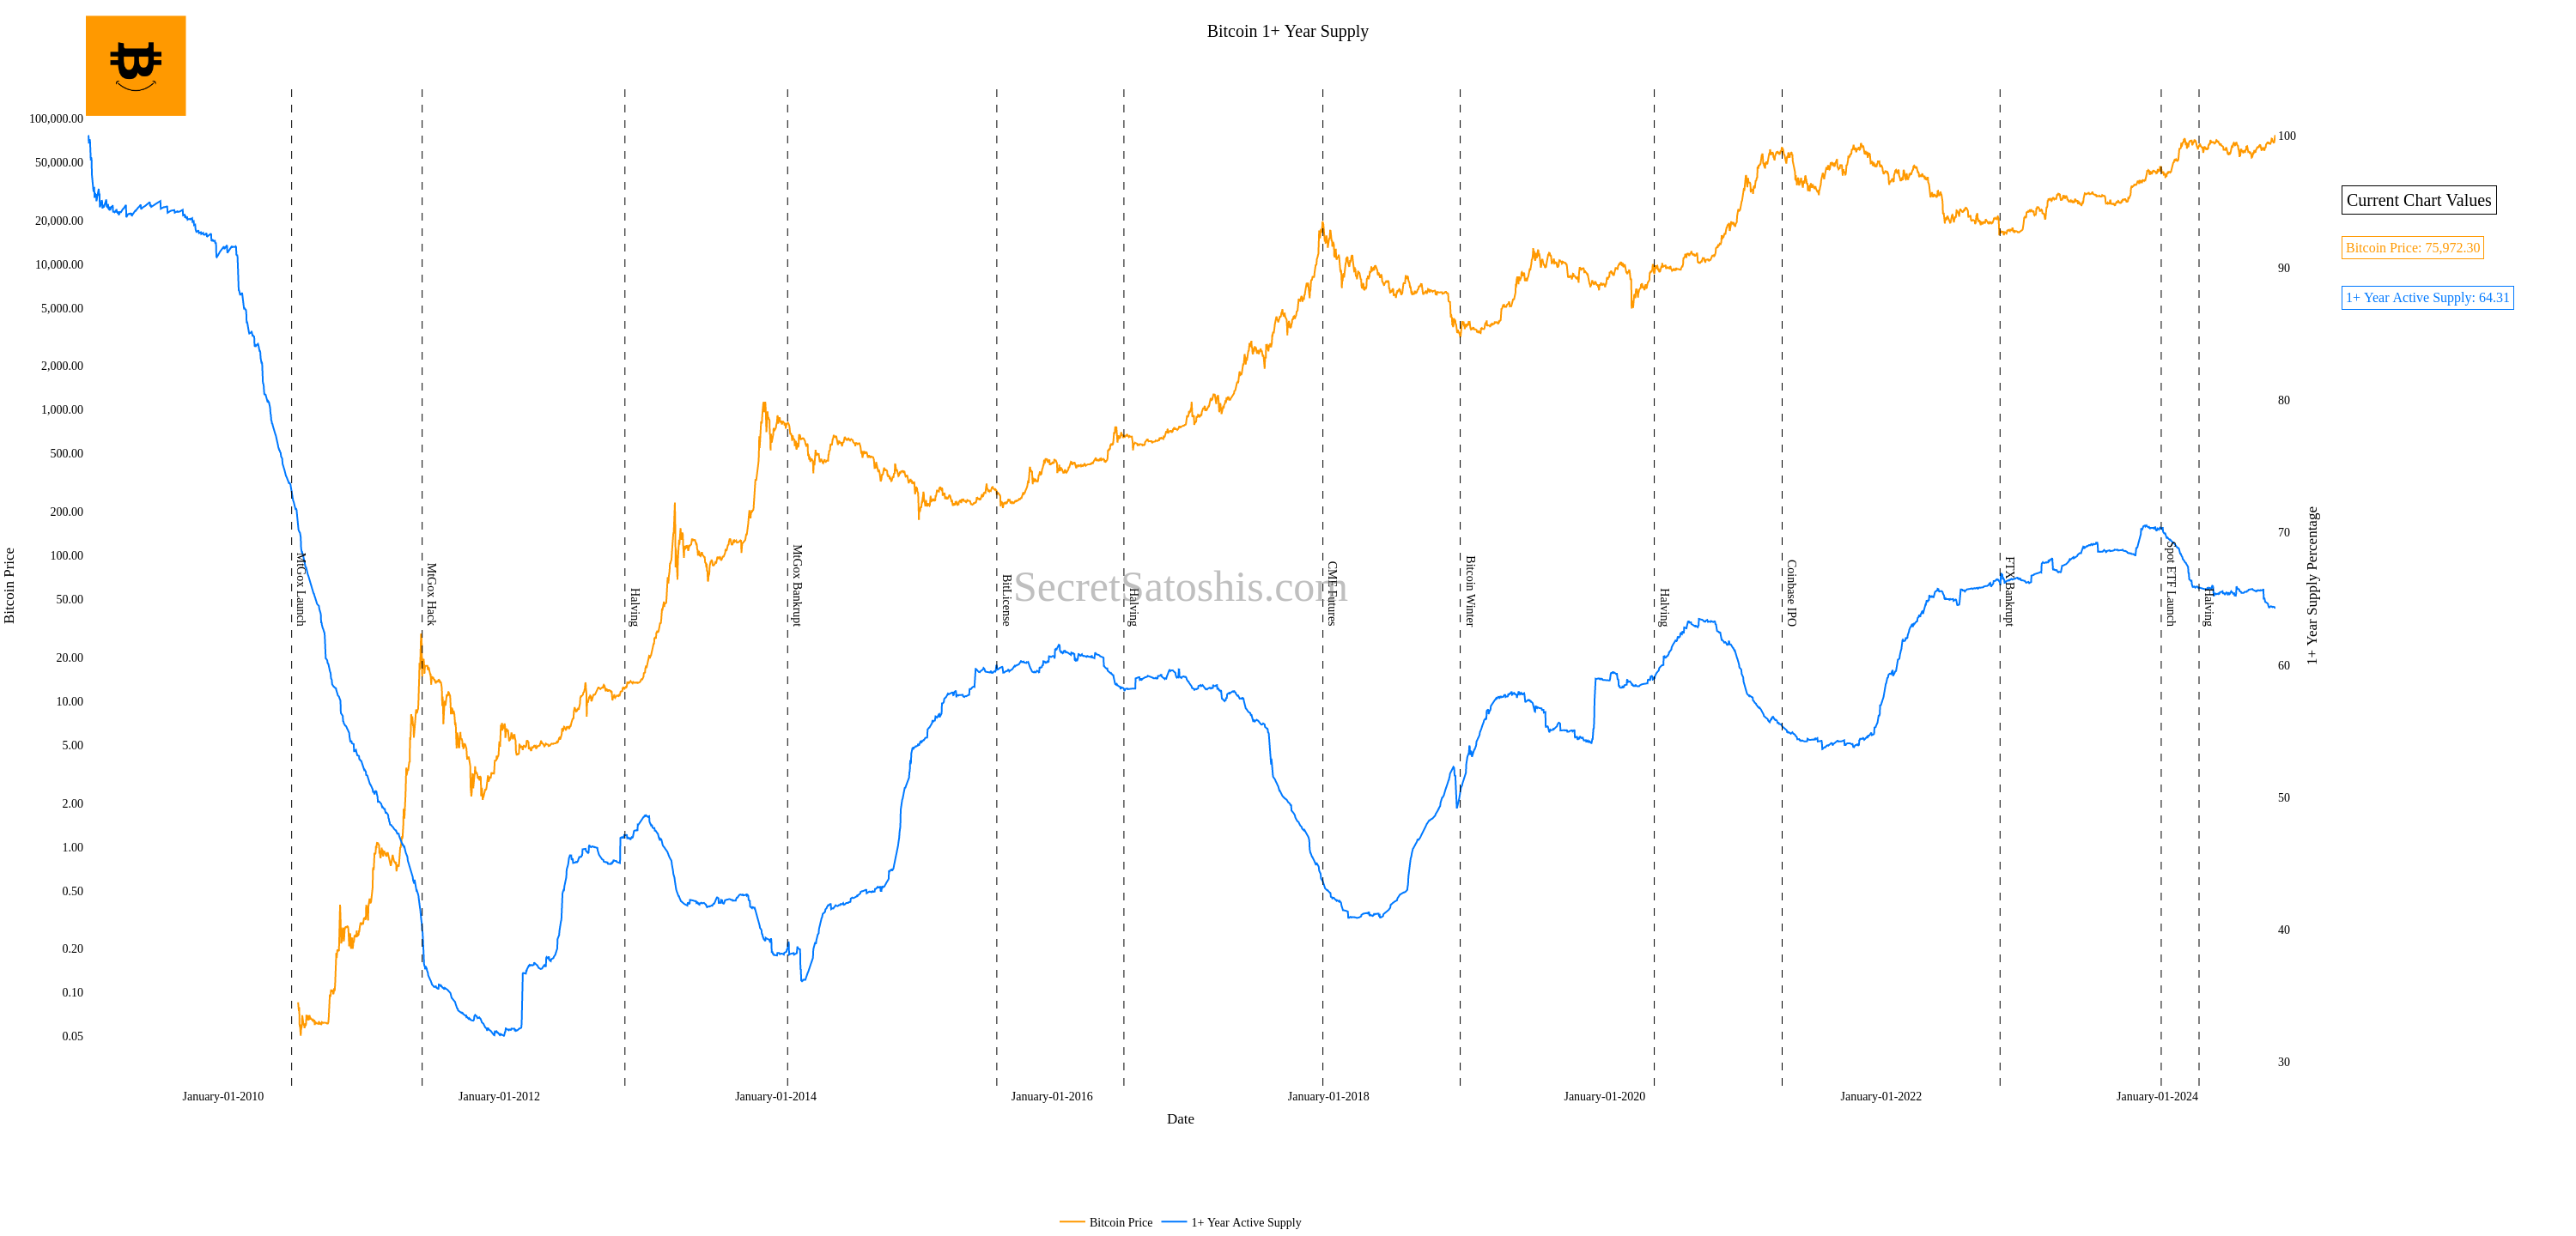 Bitcoin 1+ Year Supply
100,000.00
50,000.00
20,000.00
10,000.00
5,000.00
2,000.00
1,000.00
500.00
200.00
100.00
50.00
20.00
10.00
5.00
2.00
1.00
0.50
0.20
0.10
0.05
Bitcoin Price
MtGox Launch
MtGox Hack
Halving
MtGox Bankrupt
BitLicense
Halving
CME Futures
Bitcoin Winter
Halving
Coinbase IPO
FTX Bankrupt
Spot ETF Launch
Halving
SecretSatoshis.com
100
90
80
70
60
50
40
30
1+ Year Supply Percentage
Current Chart Values
Bitcoin Price: 75,972.30
1+ Year Active Supply: 64.31
January-01-2010
January-01-2012
January-01-2014
January-01-2016
January-01-2018
January-01-2020
January-01-2022
January-01-2024
Date
Bitcoin Price
1+ Year Active Supply